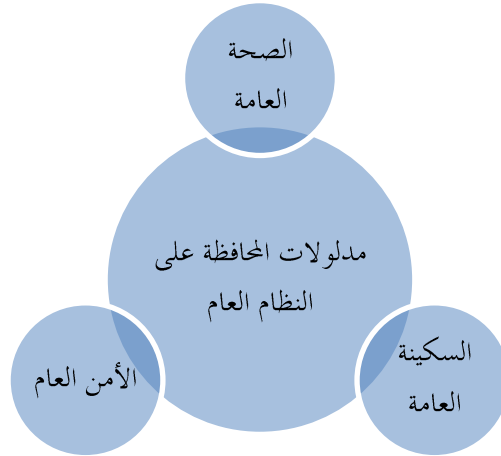 الصحة
العامة
مدلولات المحافظة على
النظام العام
السكينة
العامة
الأمن العام